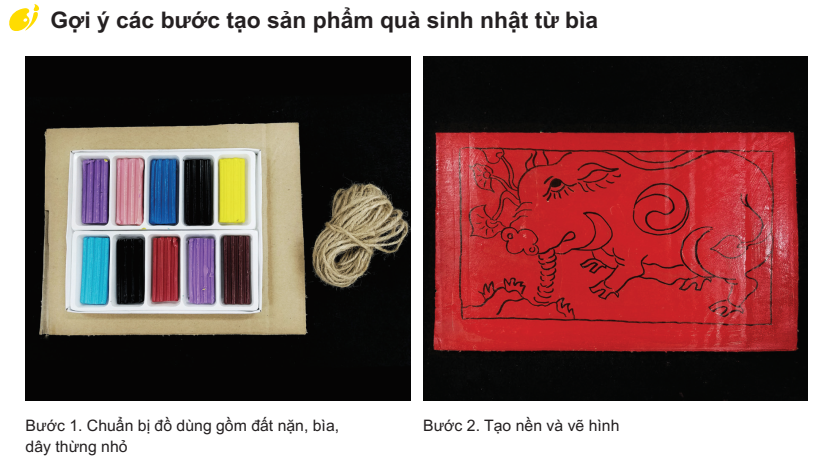 Gợi ý các bước tạo sản phẩm quà sinh nhật từ bìa
Bước 1. Chuẩn bị đồ dùng gồm đất nặn, bìa,
dây thừng nhỏ
Bước 2. Tạo nền và vẽ hình